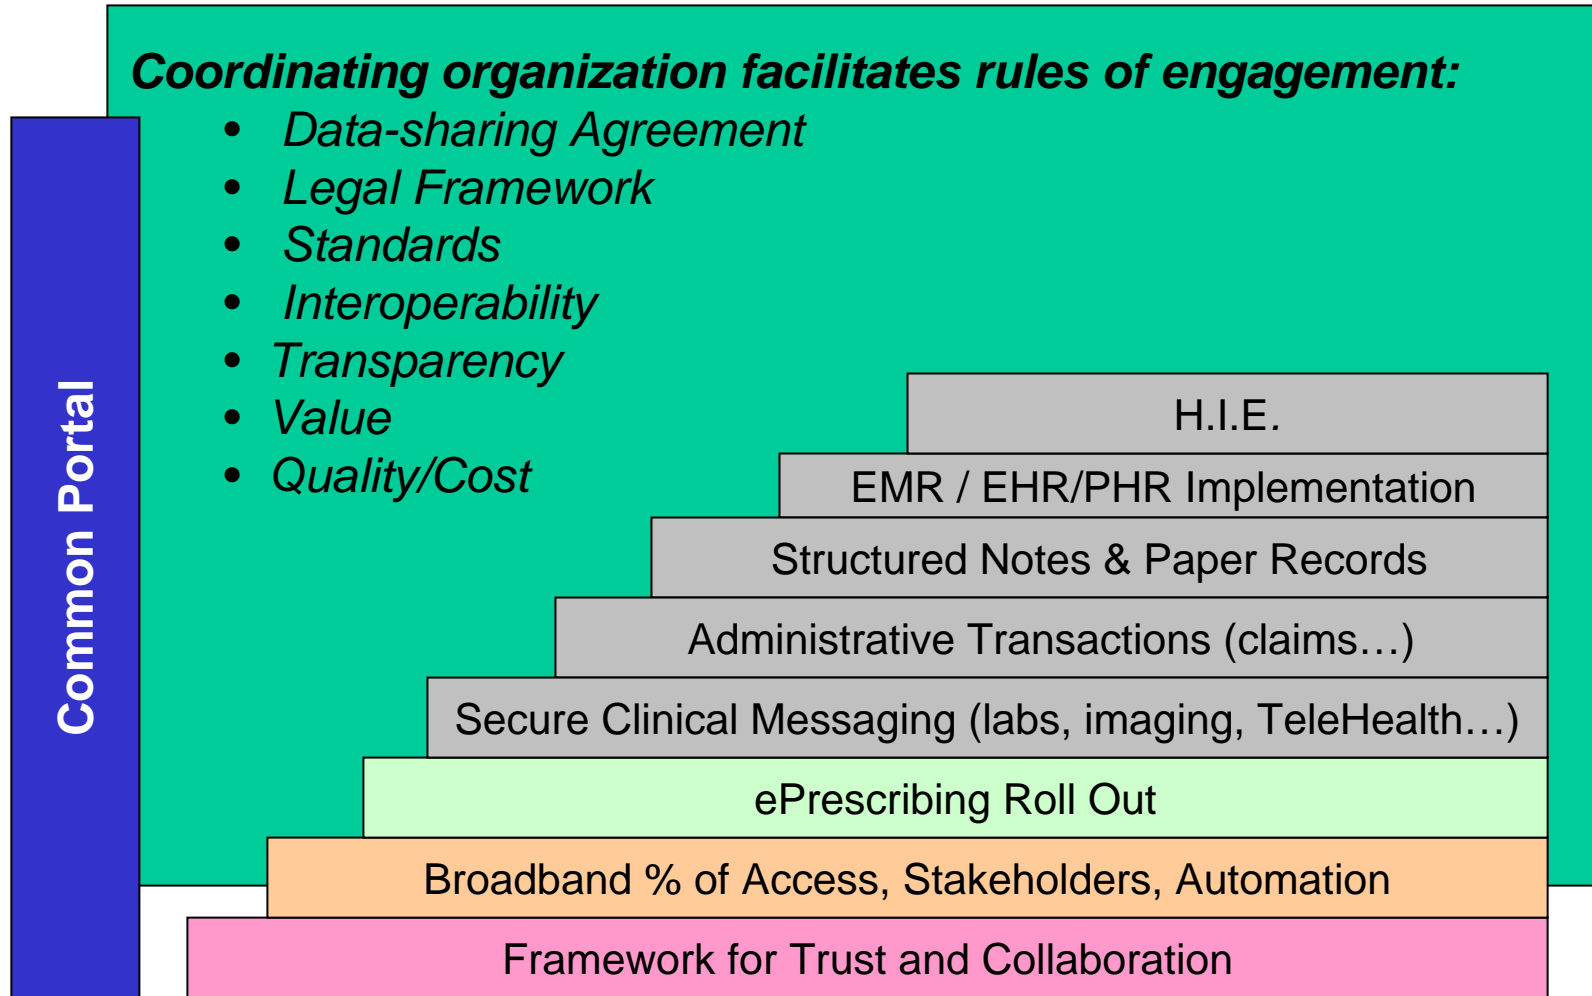 Coordinating organization facilitates rules of engagement:
• Data-sharing Agreement
• Legal Framework
• Standards
• Interoperability
• Transparency
• Value
• Quality/Cost
Common Portal
H.I.E.
EMR / EHR/PHR Implementation
Structured Notes & Paper Records
Administrative Transactions (claims…)
Secure Clinical Messaging (labs, imaging, TeleHealth…)
ePrescribing Roll Out
Broadband % of Access, Stakeholders, Automation
Framework for Trust and Collaboration